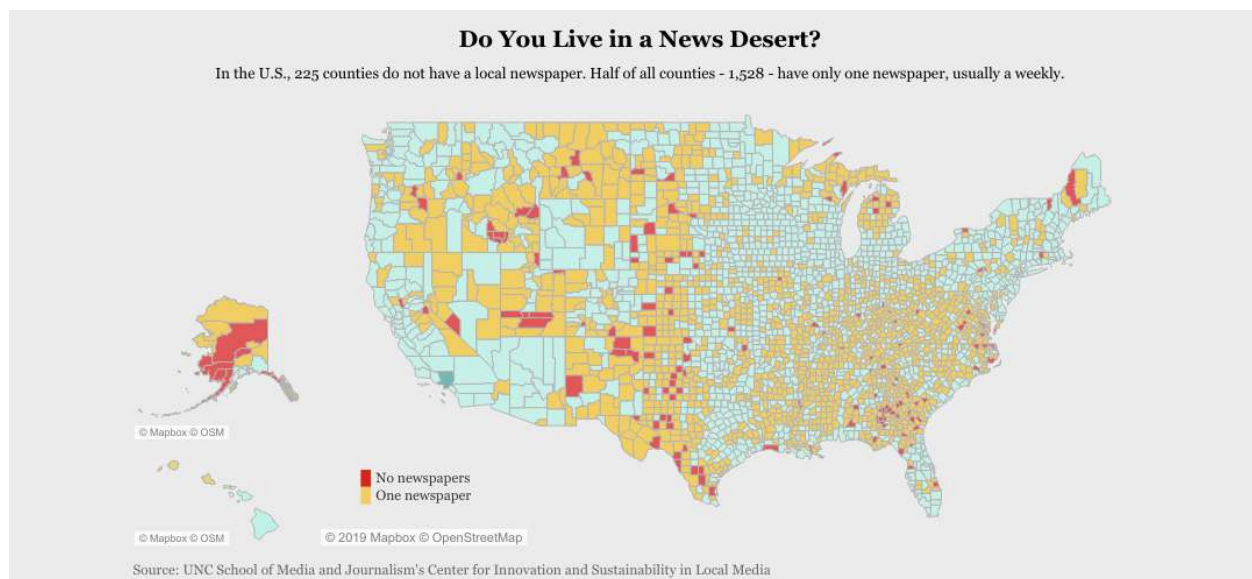 Do You Live in a News Desert?
In the U.S., 225 counties do not have a local newspaper. Half of all counties - 1,528 - have only one newspaper, usually a weekly.
© Mapbox © OSM
No newspapers
One newspaper
© Mapbox © OSM
© 2019 Mapbox © OpenStreetMap
Source: UNC School of Media and Journalism's Center for Innovation and Sustainability in Local Media